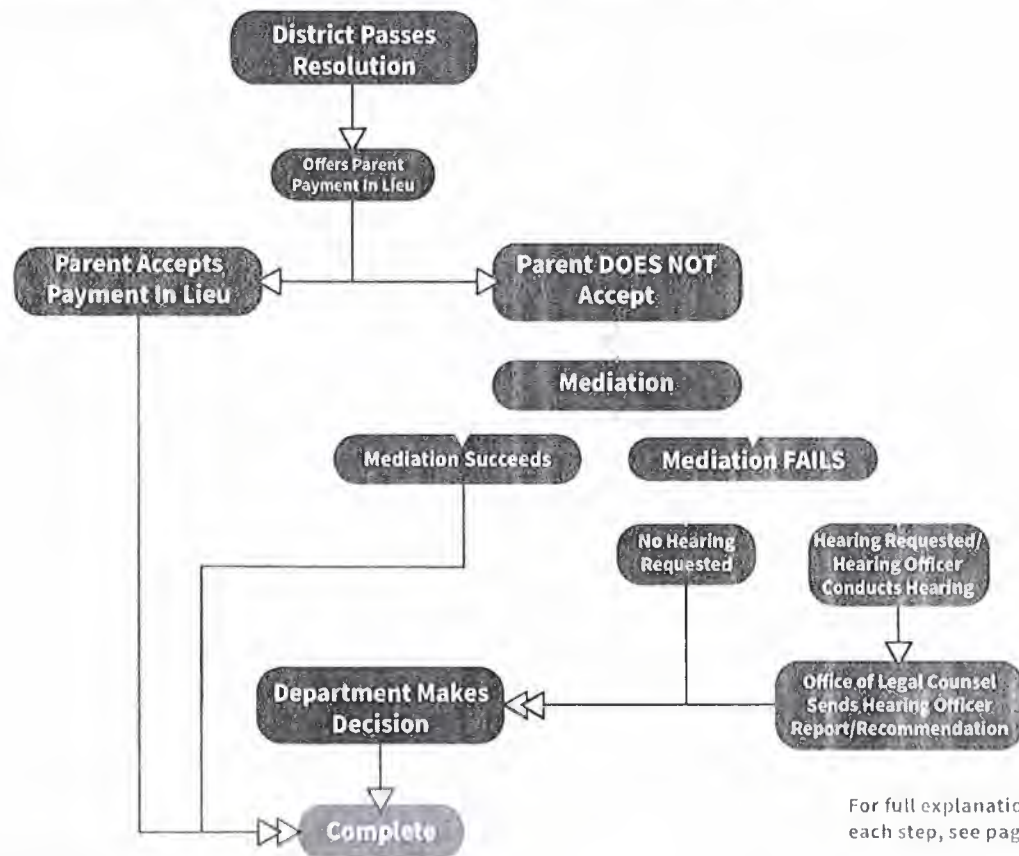 District Passes
Resolution
Offers Parent
Payment In Lieu
Parent Accepts
Payment In Lieu
Parent DOES NOT
Accept
Mediation
Mediation Succeeds
Mediation FAILS
No Hearing
Requested
Hearing Requested/
Hearing Officer
Conducts Hearing
Department Makes
Decision
Office of Legal Counsel
Sends Hearing Officer
Report/Recommendation
Complete
For full explanatio
each step, see pag